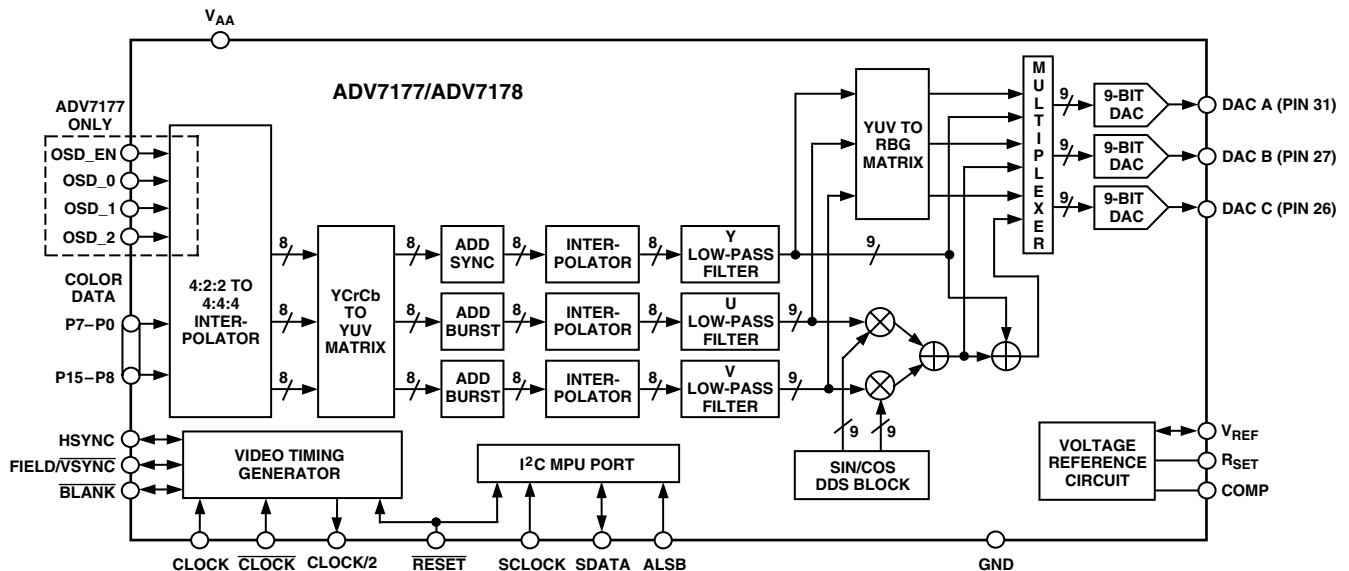 V_AA
ADV7177/ADV7178
ADV7177
ONLY
OSD_EN
OSD_0
OSD_1
OSD_2
COLOR
DATA
P7–P0
P15–P8
HSYNC
FIELD/VSYNC
BLANK
4:2:2 TO
4:4:4
INTER-
POLATOR
8
8
8
YCrCb
TO
YUV
MATRIX
8
8
8
ADD
SYNC
ADD
BURST
ADD
BURST
8
8
8
INTER-
POLATOR
INTER-
POLATOR
INTER-
POLATOR
8
8
8
Y
LOW-PASS
FILTER
U
LOW-PASS
FILTER
V
LOW-PASS
FILTER
9
9
9
YUV TO
RBG
MATRIX
M
U
L
T
I
P
L
E
X
E
R
9
9
9
9-BIT
DAC
9-BIT
DAC
9-BIT
DAC
DAC A (PIN 31)
DAC B (PIN 27)
DAC C (PIN 26)
9
9
SIN/COS
DDS BLOCK
VIDEO TIMING
GENERATOR
I²C MPU PORT
VOLTAGE
REFERENCE
CIRCUIT
V_REF
R_SET
COMP
CLOCK
CLOCK
CLOCK/2
RESET
SCLOCK
SDATA
ALSB
GND